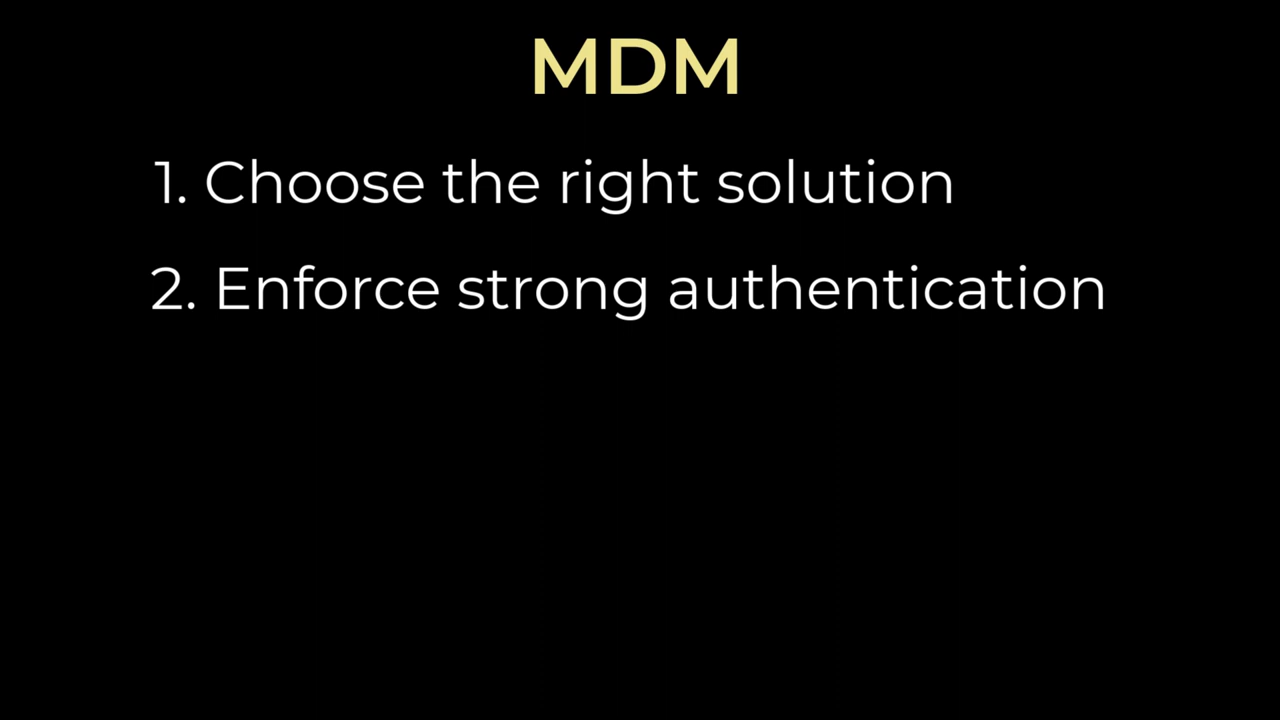 MDM
1. Choose the right solution
2. Enforce strong authentication